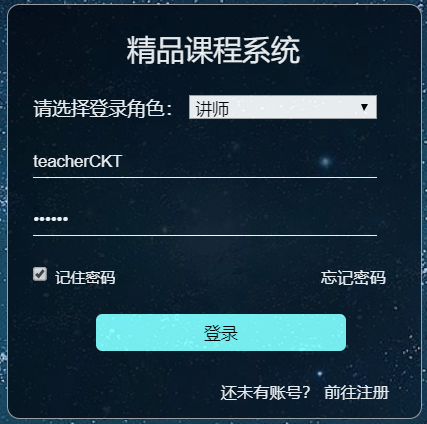 精品课程系统
请选择登录角色： 讲师
teacherCKT
••••••
记住密码 忘记密码
登录
还未有账号？ 前往注册